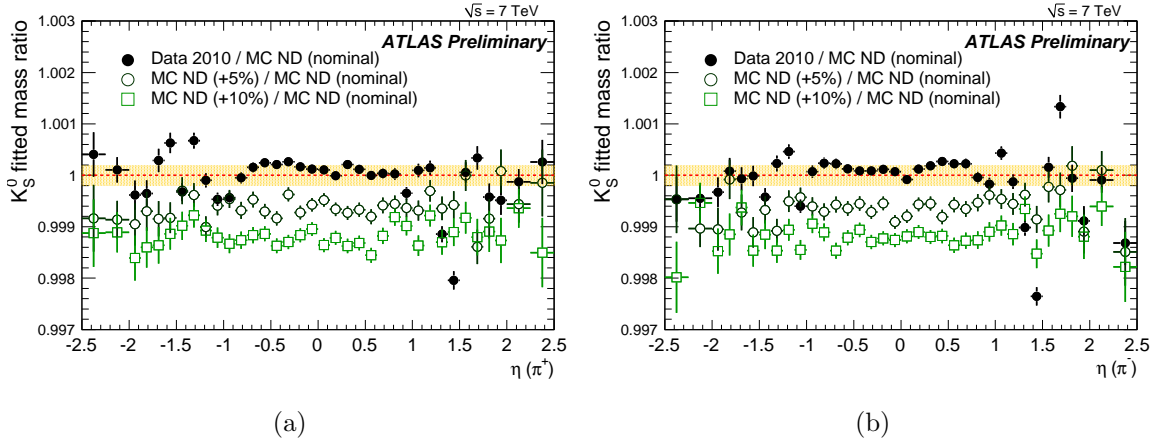 √s = 7 TeV
ATLAS Preliminary
Data 2010 / MC ND (nominal)
MC ND (+5%) / MC ND (nominal)
MC ND (+10%) / MC ND (nominal)
K⁰S fitted mass ratio
1.003
1.002
1.001
1
0.999
0.998
0.997
-2.5 -2 -1.5 -1 -0.5 0 0.5 1 1.5 2 2.5
η (π⁺)
(a)
√s = 7 TeV
ATLAS Preliminary
Data 2010 / MC ND (nominal)
MC ND (+5%) / MC ND (nominal)
MC ND (+10%) / MC ND (nominal)
K⁰S fitted mass ratio
1.003
1.002
1.001
1
0.999
0.998
0.997
-2.5 -2 -1.5 -1 -0.5 0 0.5 1 1.5 2 2.5
η (π⁻)
(b)